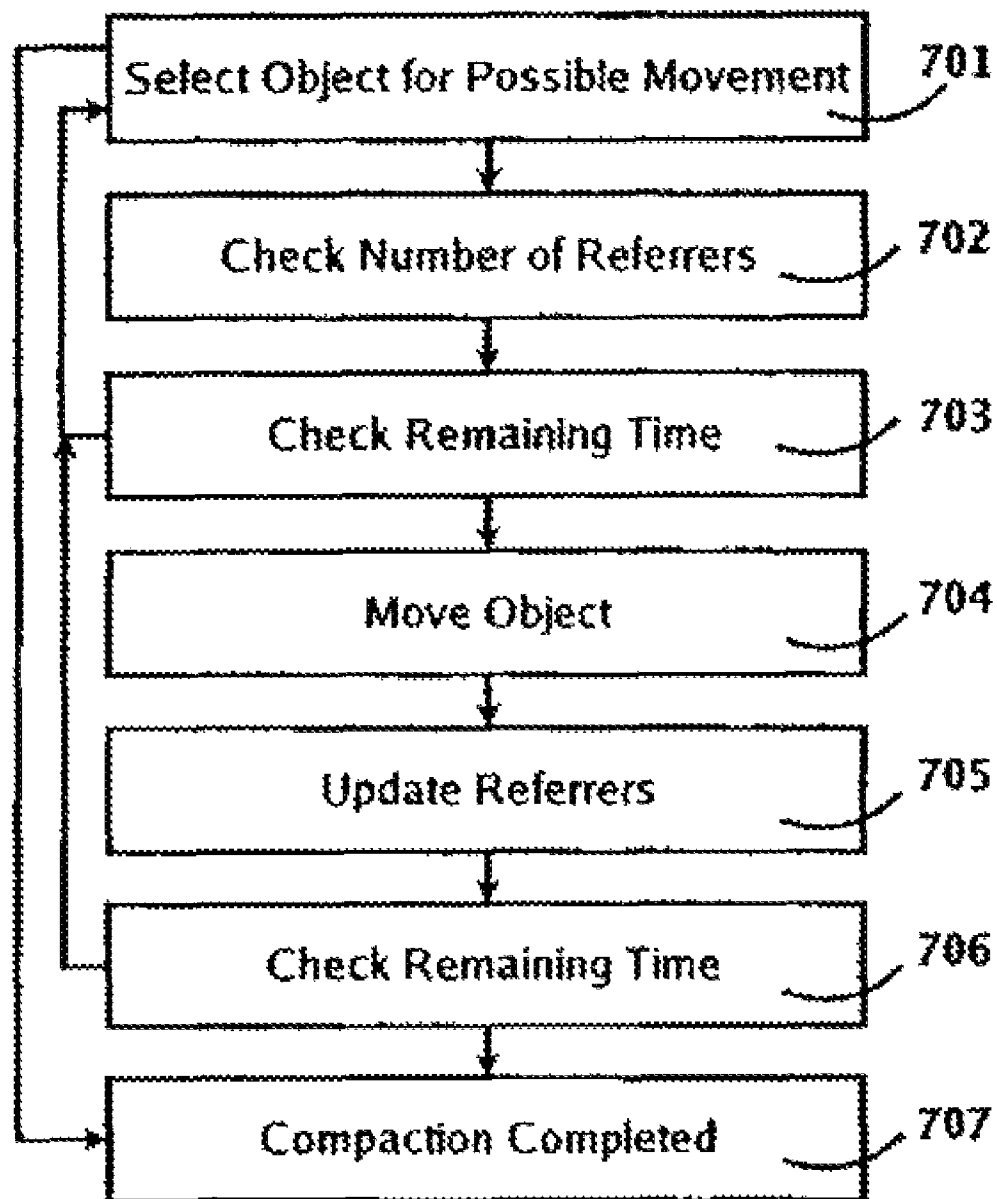 Select Object for Possible Movement 701
Check Number of Referrers 702
Check Remaining Time 703
Move Object 704
Update Referrers 705
Check Remaining Time 706
Compaction Completed 707